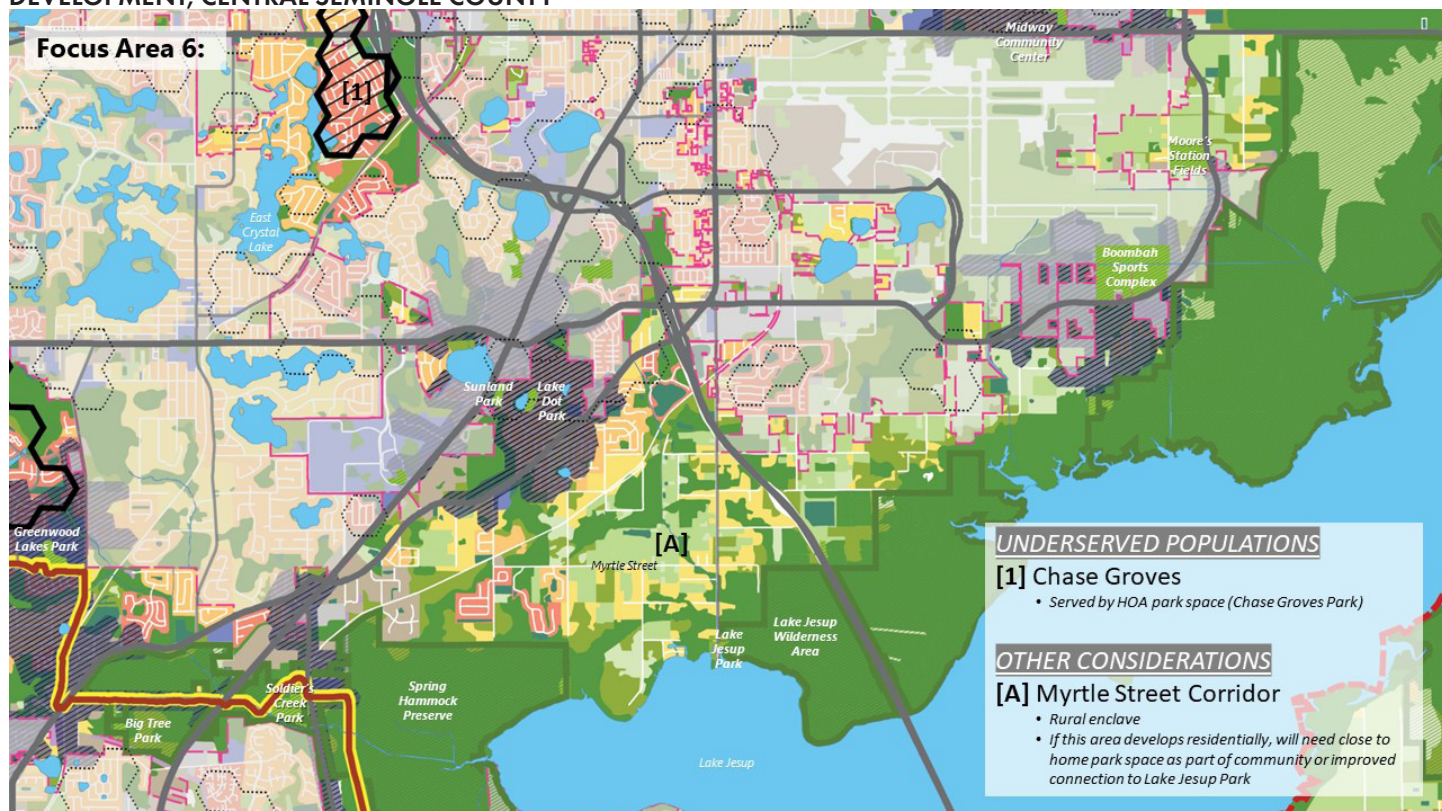 DEVELOPMENT, CENTRAL SEMINOLE COUNTY
Focus Area 6:
[1]
Midway
Community
Center
Moore's
Station
Fields
East
Crystal
Lake
Boombah
Sports
Complex
Sunland
Park
Lake
Dot
Park
Greenwood
Lakes Park
[A]
Myrtle Street
Lake
Jesup
Park
Lake Jesup
Wilderness
Area
Soldier's
Creek
Park
Spring
Hammock
Preserve
Big Tree
Park
Lake Jesup
UNDERSERVED POPULATIONS
[1] Chase Groves
• Served by HOA park space (Chase Groves Park)
OTHER CONSIDERATIONS
[A] Myrtle Street Corridor
• Rural enclave
• If this area develops residentially, will need close to
home park space as part of community or improved
connection to Lake Jesup Park